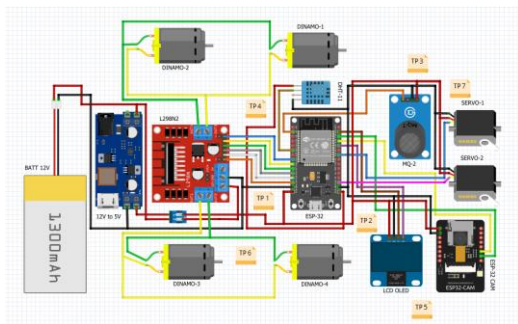 DINAMO-1
DINAMO-2
TP 3
TP 7
DHT-11
TP 4
SERVO-1
L298N2
BATT 12V
MQ-2
SERVO-2
12V to 5V
TP 1
ESP-32
1300mAh
TP 2
TP 6
DINAMO-3
DINAMO-4
LCD OLED
ESP32-CAM
ESP-32 CAM
TP 5